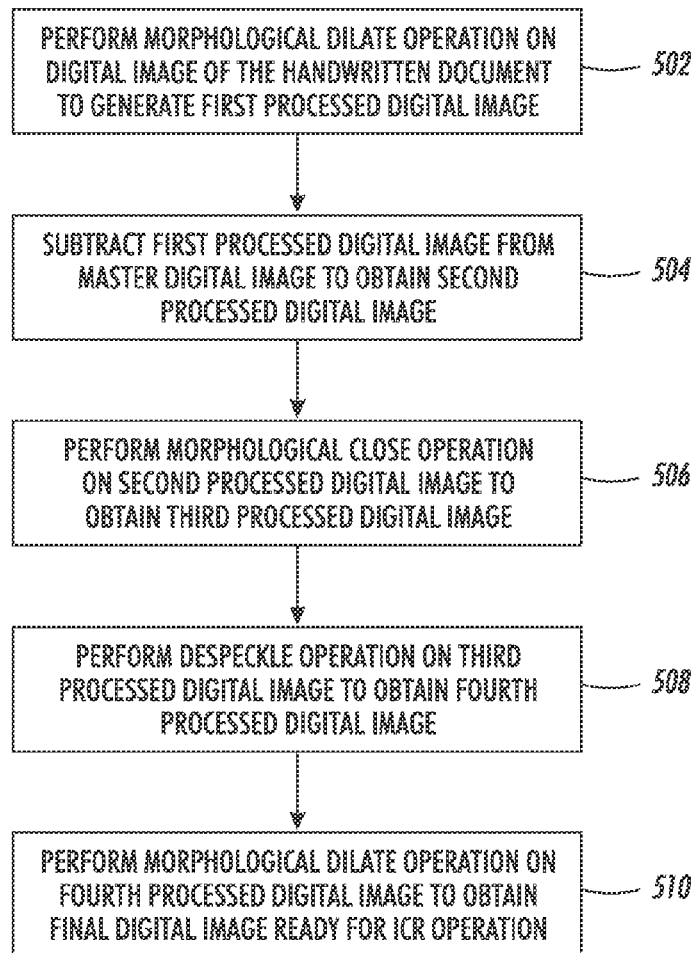 PERFORM MORPHOLOGICAL DILATE OPERATION ON
DIGITAL IMAGE OF THE HANDWRITTEN DOCUMENT
TO GENERATE FIRST PROCESSED DIGITAL IMAGE
502
SUBTRACT FIRST PROCESSED DIGITAL IMAGE FROM
MASTER DIGITAL IMAGE TO OBTAIN SECOND
PROCESSED DIGITAL IMAGE
504
PERFORM MORPHOLOGICAL CLOSE OPERATION
ON SECOND PROCESSED DIGITAL IMAGE TO
OBTAIN THIRD PROCESSED DIGITAL IMAGE
506
PERFORM DESPECKLE OPERATION ON THIRD
PROCESSED DIGITAL IMAGE TO OBTAIN FOURTH
PROCESSED DIGITAL IMAGE
508
PERFORM MORPHOLOGICAL DILATE OPERATION ON
FOURTH PROCESSED DIGITAL IMAGE TO OBTAIN
FINAL DIGITAL IMAGE READY FOR ICR OPERATION
510